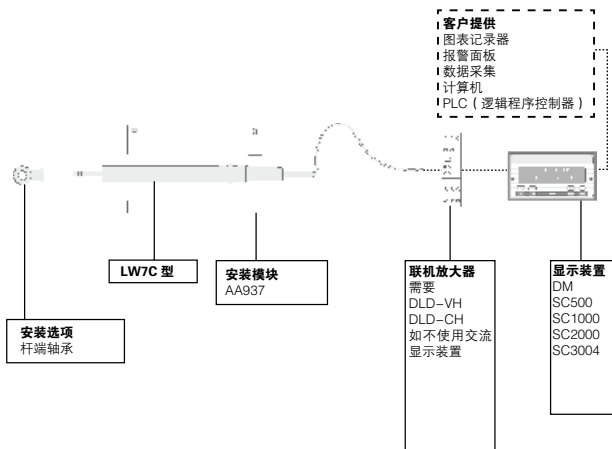 客户提供
图表记录器
报警面板
数据采集
计算机
PLC（逻辑程序控制器）
LW7C 型
安装模块
AA937
安装选项
杆端轴承
联机放大器
需要
DLD–VH
DLD–CH
如不使用交流
显示装置
显示装置
DM
SC500
SC1000
SC2000
SC3004